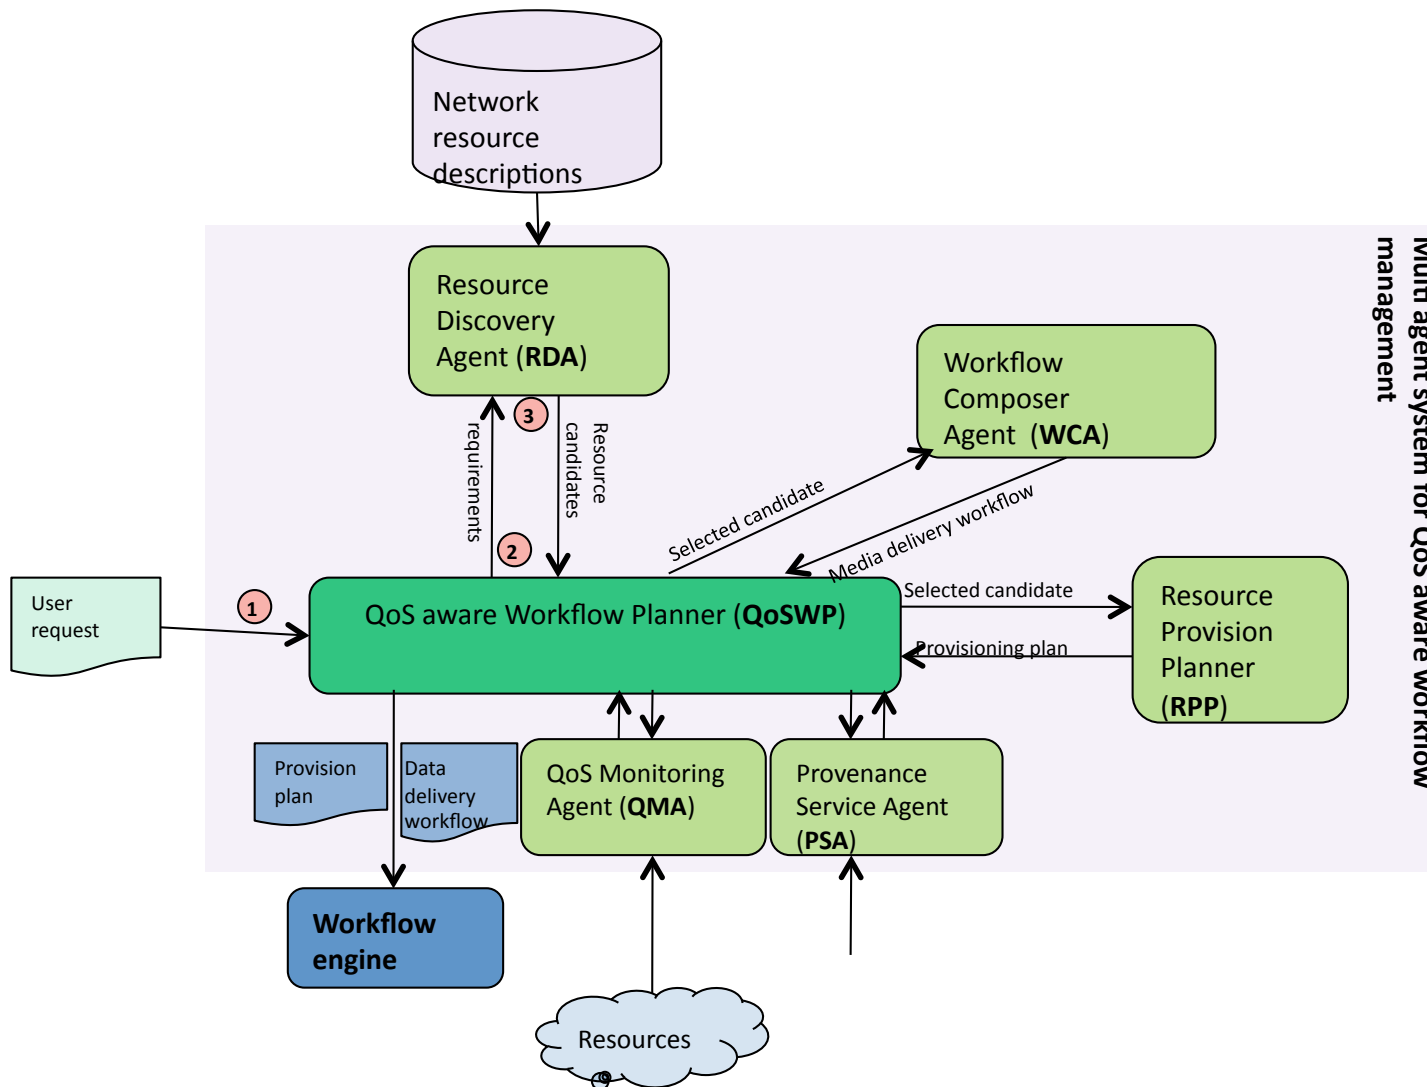 Network
resource
descriptions
Multi agent system for QoS aware workflow
management
Resource
Discovery
Agent (RDA)
Workflow
Composer
Agent (WCA)
3
requirements
Resource
candidates
2
Selected candidate
Media delivery workflow
User
request
1
QoS aware Workflow Planner (QoSWP)
Selected candidate
Provisioning plan
Resource
Provision
Planner
(RPP)
Provision
plan
Data
delivery
workflow
QoS Monitoring
Agent (QMA)
Provenance
Service Agent
(PSA)
Workflow
engine
Resources